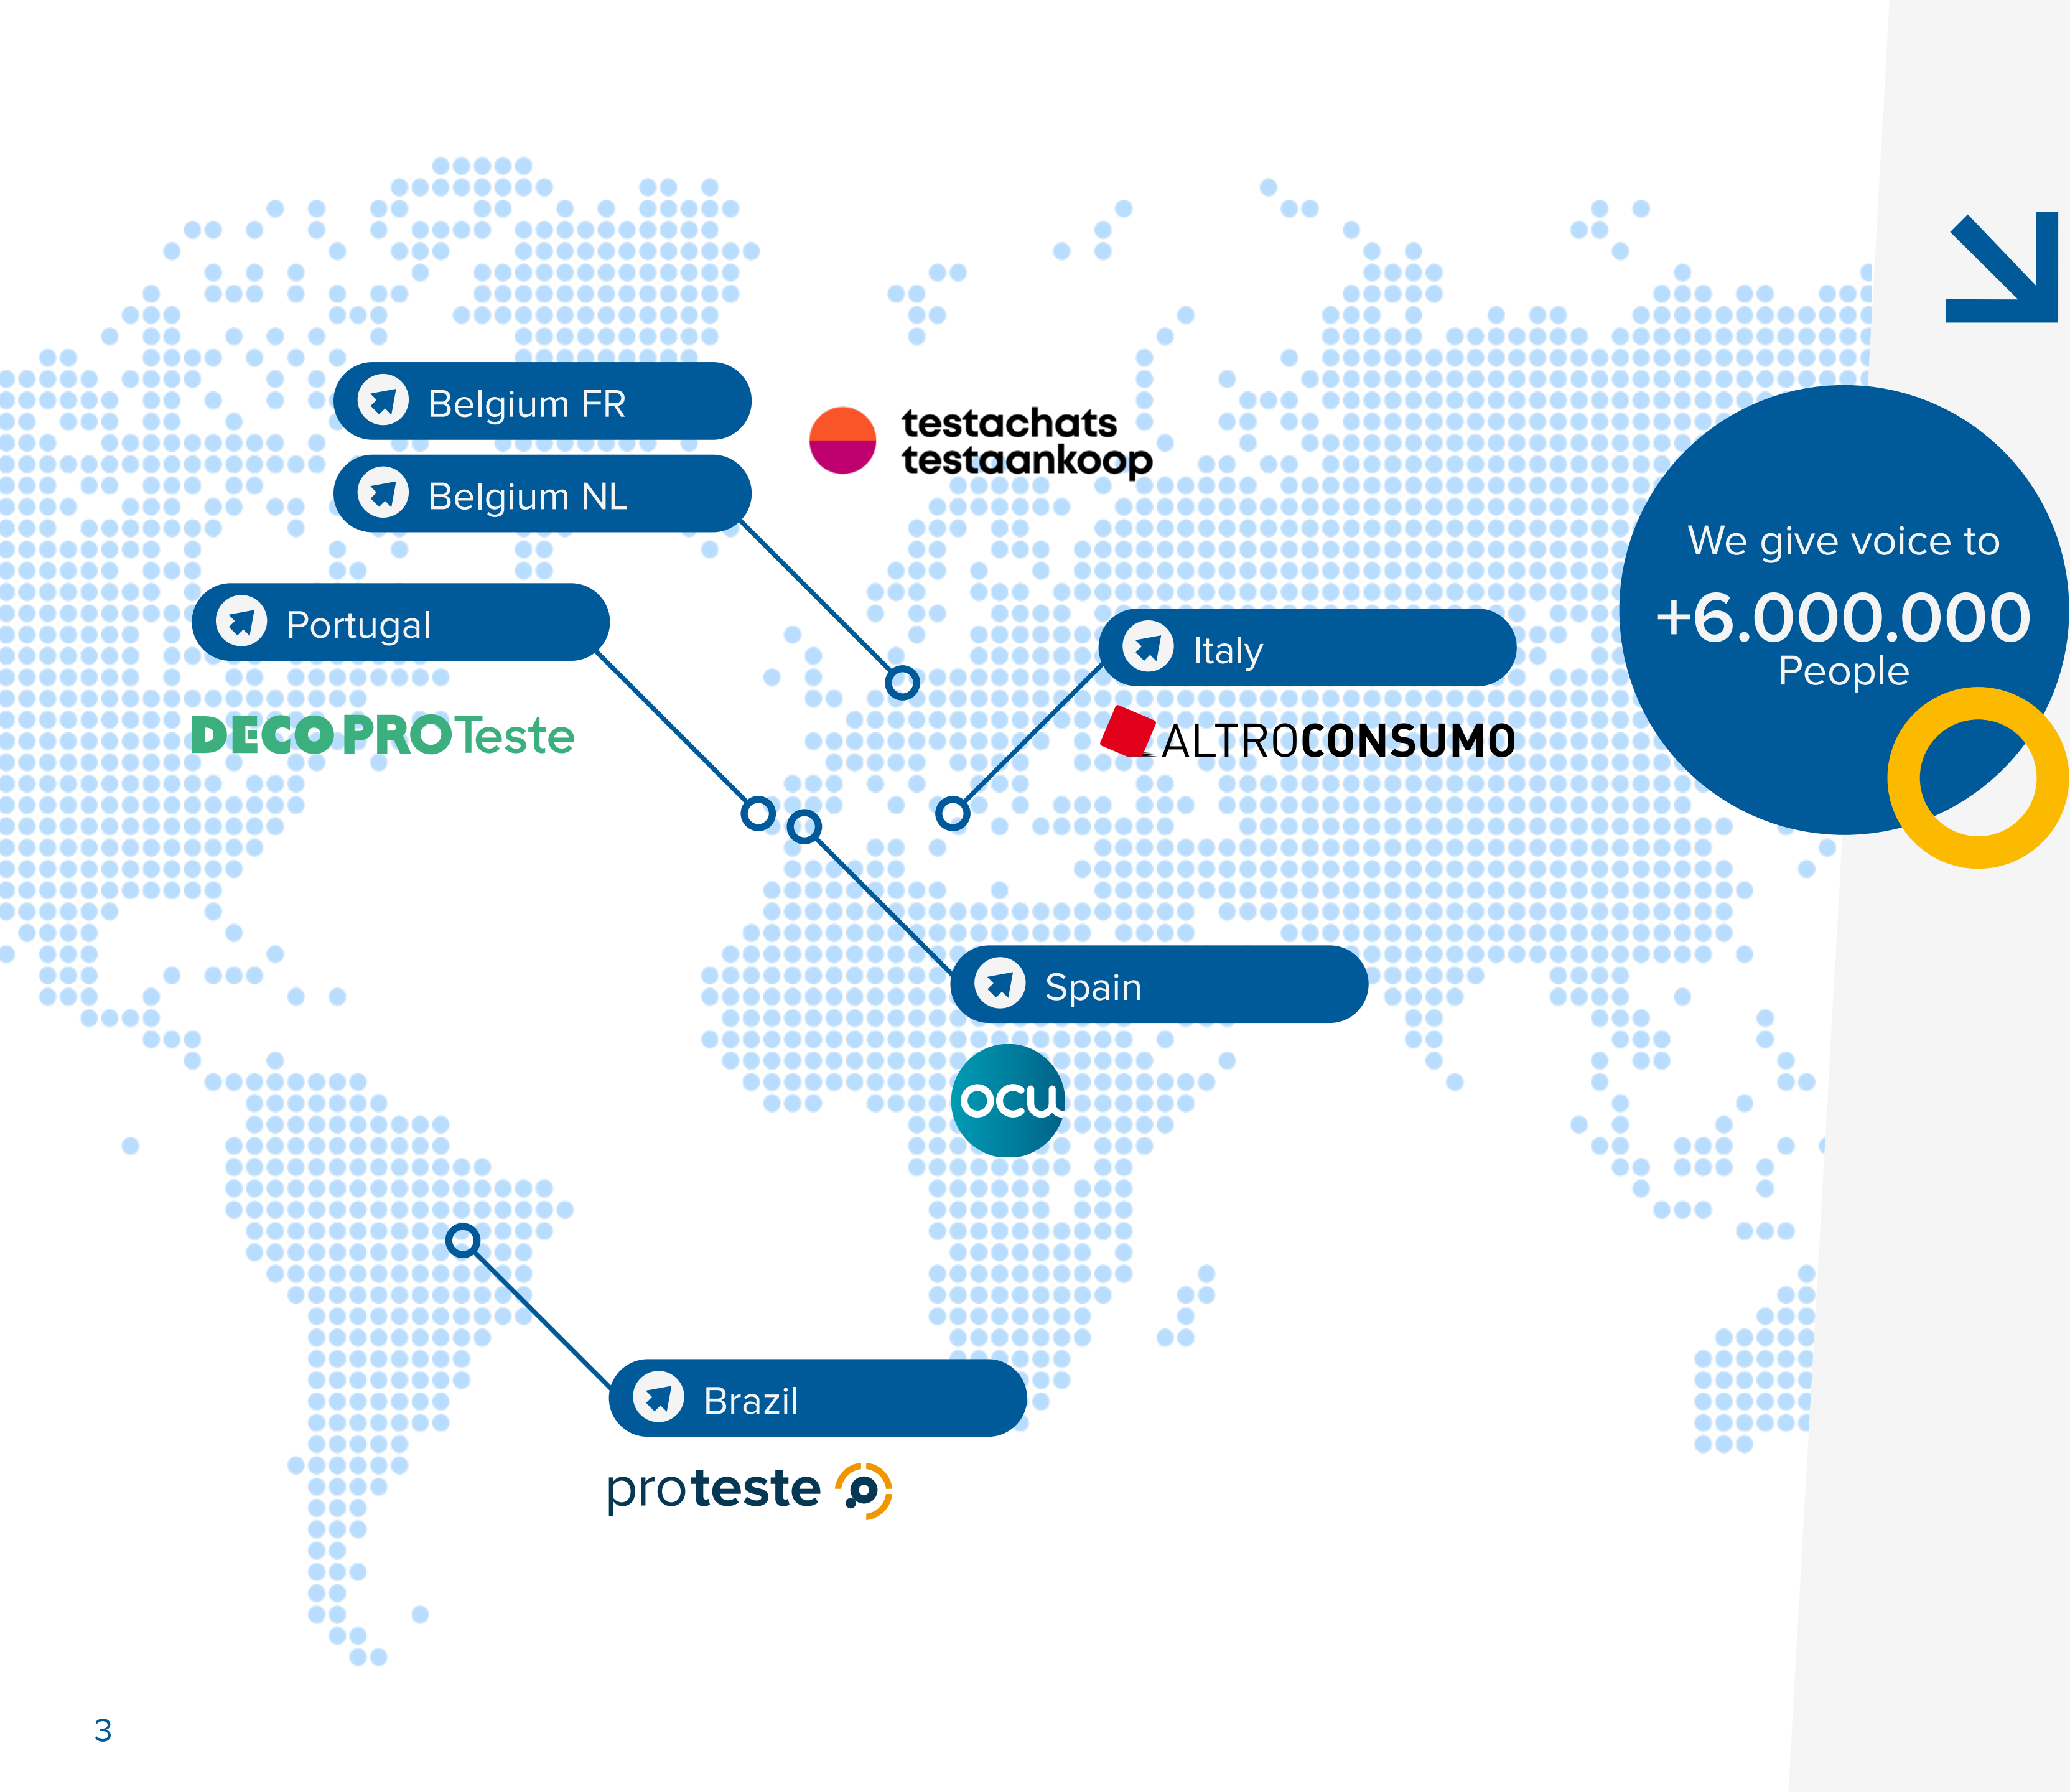 Belgium FR
Belgium NL
testachats
testaankoop
We give voice to
+6.000.000
People
Portugal
DECO PROTeste
Italy
ALTROCONSUMO
Spain
ocu
Brazil
proteste
3